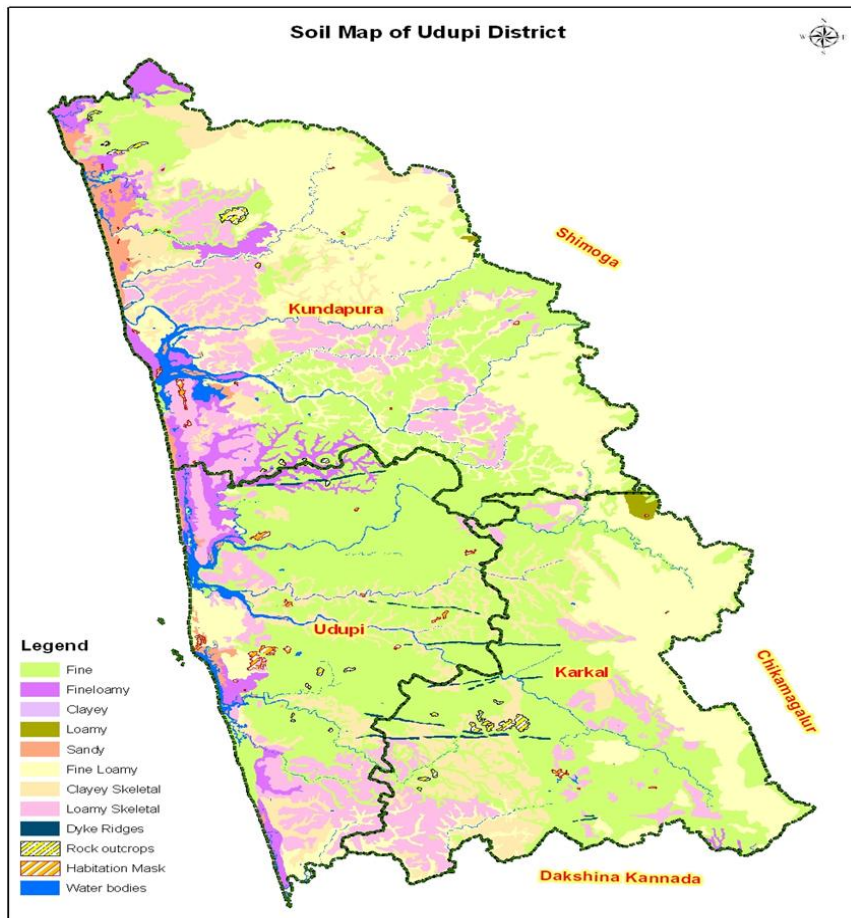 Soil Map of Udupi District
N
W E
S
Shimoga
Kundapura
Udupi
Karkal
Chikamagalur
Dakshina Kannada
Legend
Fine
Fineloamy
Clayey
Loamy
Sandy
Fine Loamy
Clayey Skeletal
Loamy Skeletal
Dyke Ridges
Rock outcrops
Habitation Mask
Water bodies